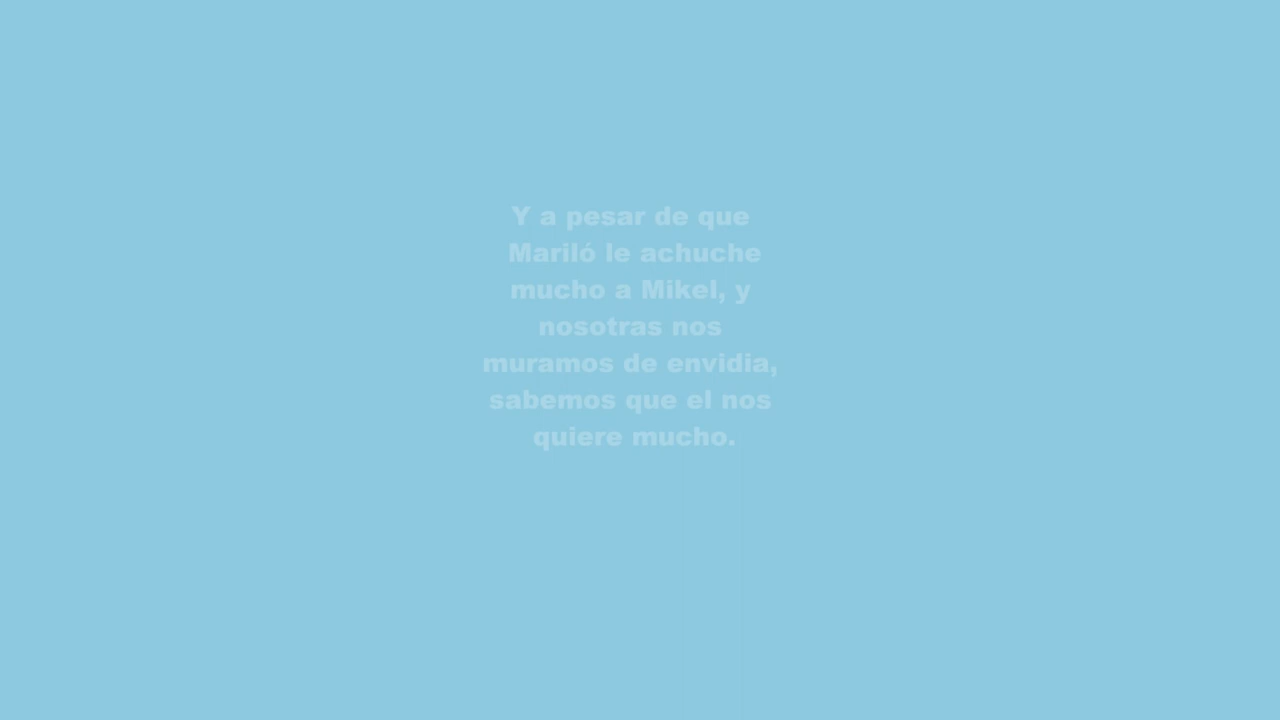 Y a pesar de que
Mariló le achuche
mucho a Mikel, y
nosotras nos
muramos de envidia,
sabemos que el nos
quiere mucho.